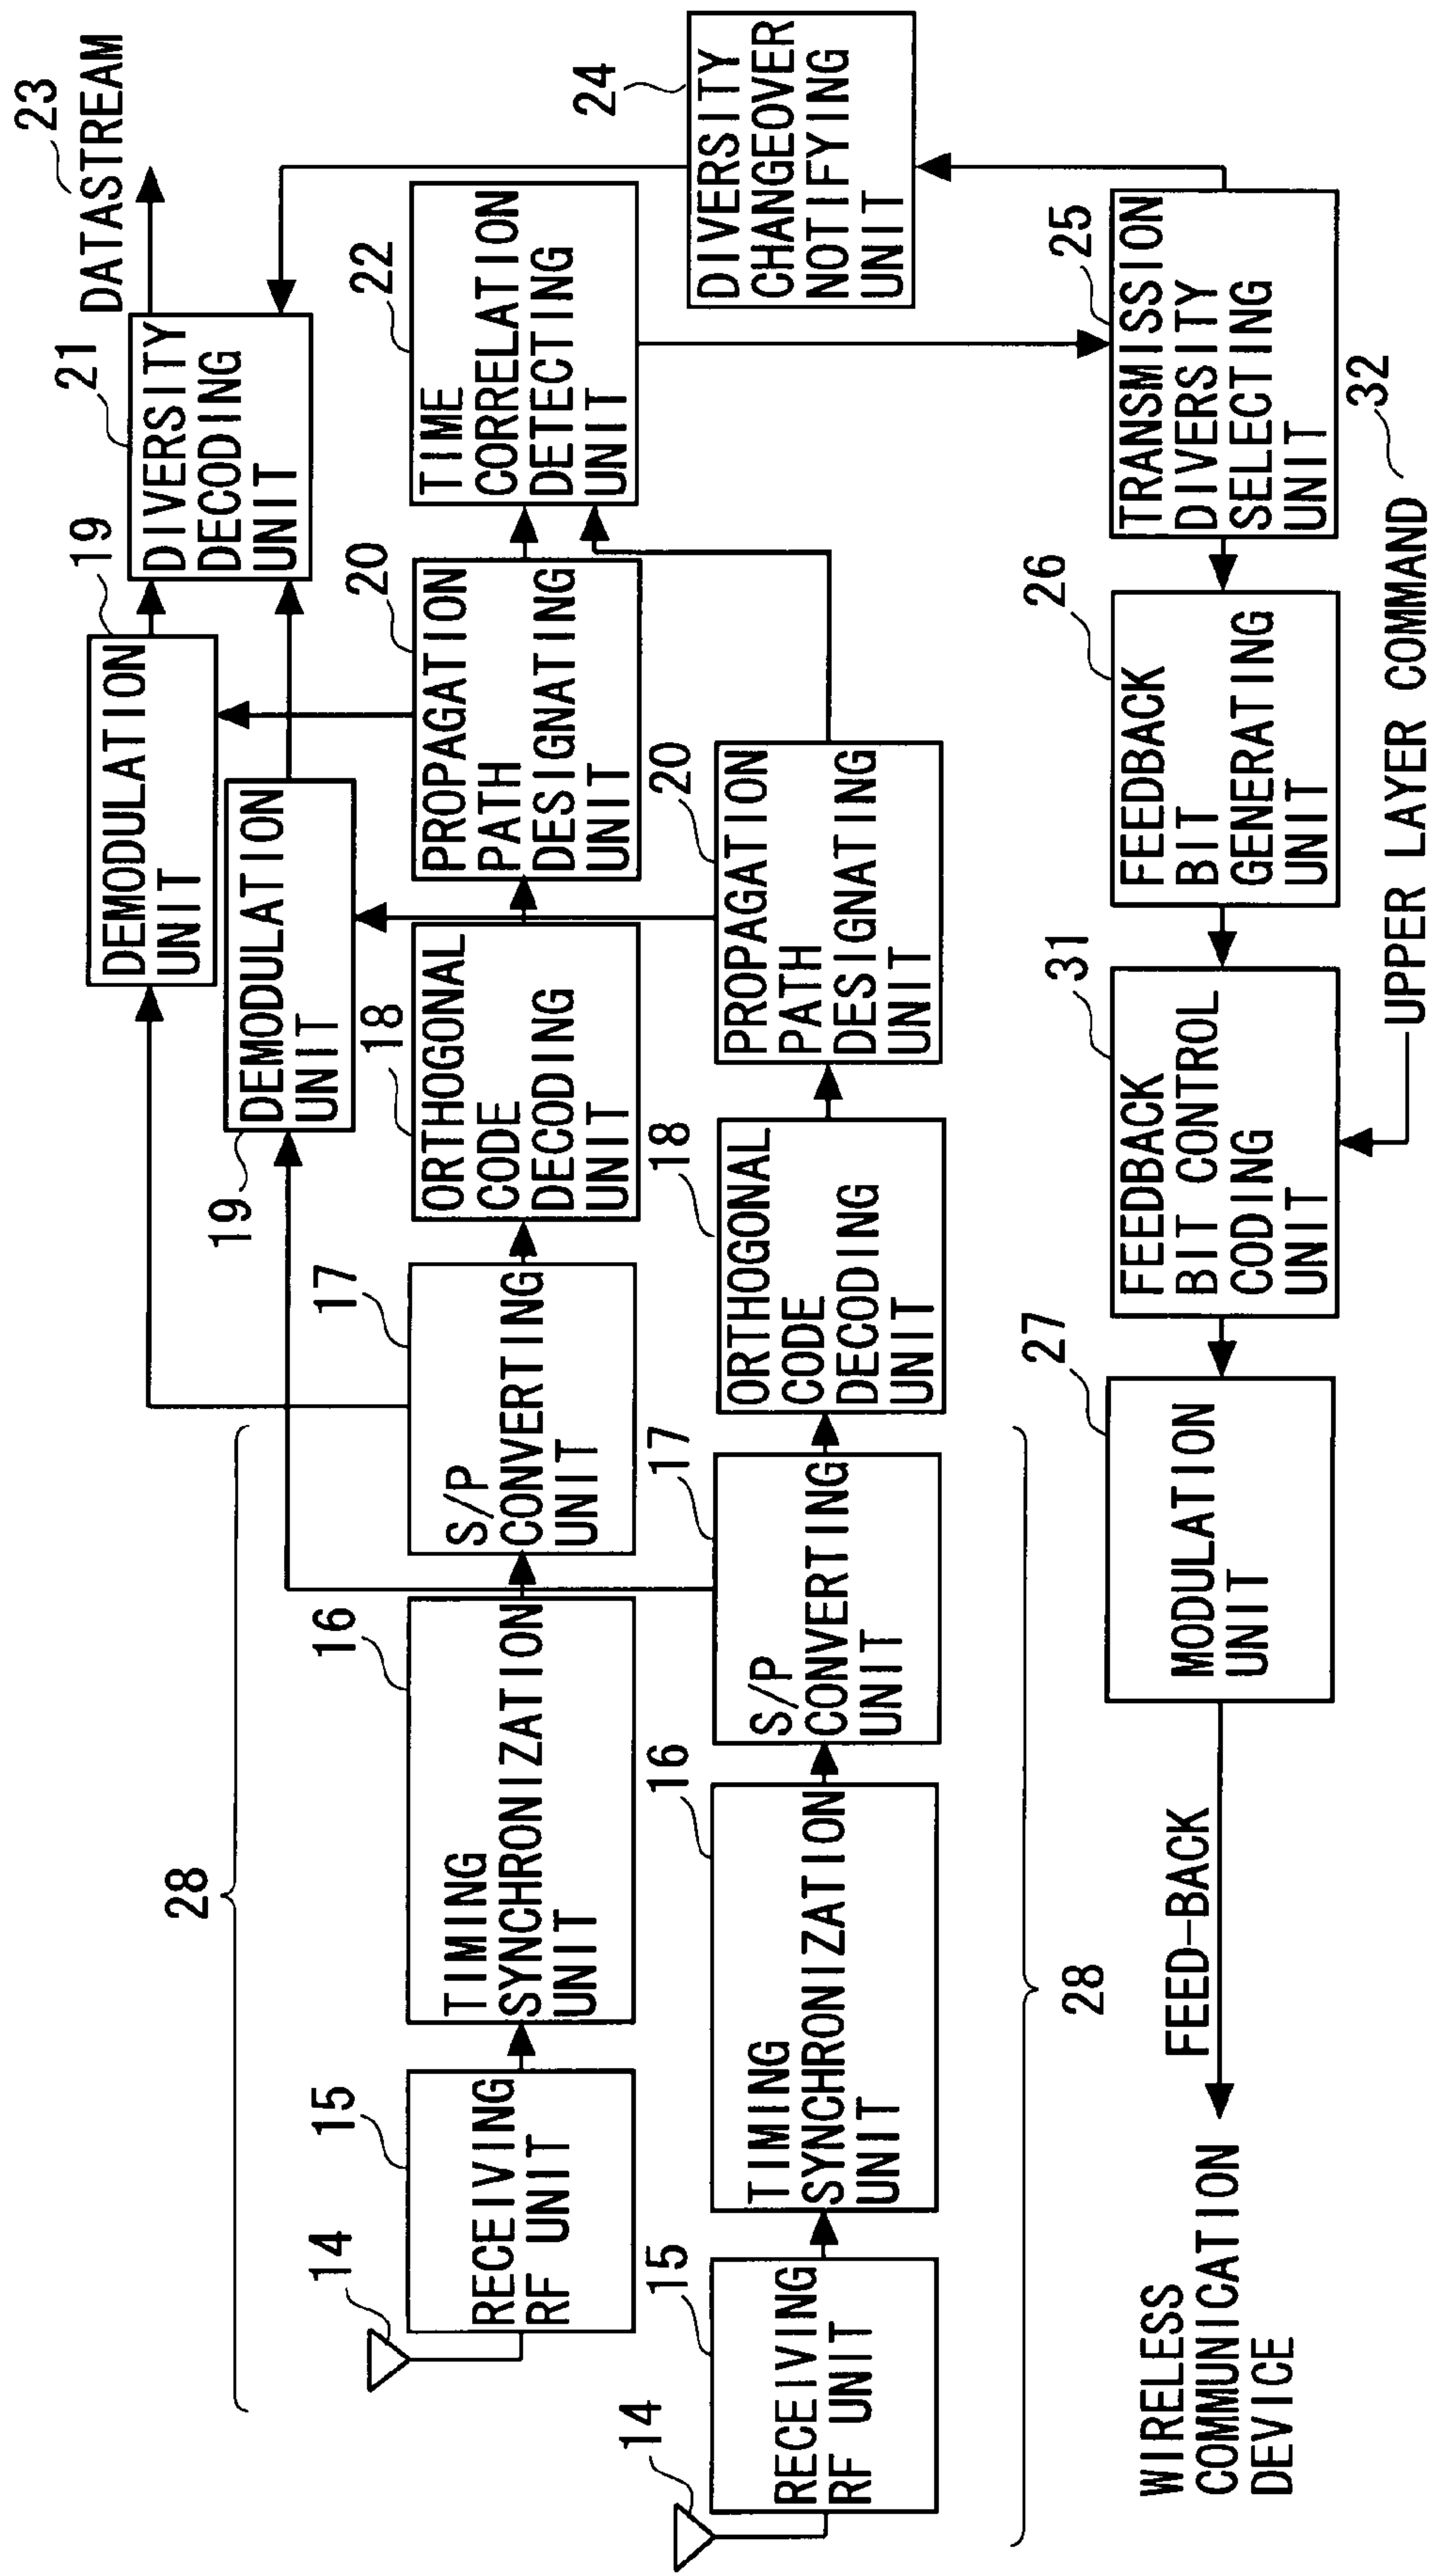 28
14
15
RECEIVING
RF UNIT
16
TIMING
SYNCHRONIZATION
UNIT
17
S/P
CONVERTING
UNIT
18
ORTHOGONAL
CODE
DECODING
UNIT
20
PROPAGATION
PATH
DESIGNATING
UNIT
22
TIME
CORRELATION
DETECTING
UNIT
19
DEMODULATION
UNIT
19
DEMODULATION
UNIT
21
DIVERSITY
DECODING
UNIT
23
DATASTREAM
14
15
RECEIVING
RF UNIT
16
TIMING
SYNCHRONIZATION
UNIT
17
S/P
CONVERTING
UNIT
18
ORTHOGONAL
CODE
DECODING
UNIT
20
PROPAGATION
PATH
DESIGNATING
UNIT
24
DIVERSITY
CHANGEOVER
NOTIFYING
UNIT
28
WIRELESS
COMMUNICATION
DEVICE
FEED-BACK
27
MODULATION
UNIT
31
FEEDBACK
BIT CONTROL
CODING
UNIT
26
FEEDBACK
BIT
GENERATING
UNIT
25
TRANSMISSION
DIVERSITY
SELECTING
UNIT
UPPER LAYER COMMAND
32